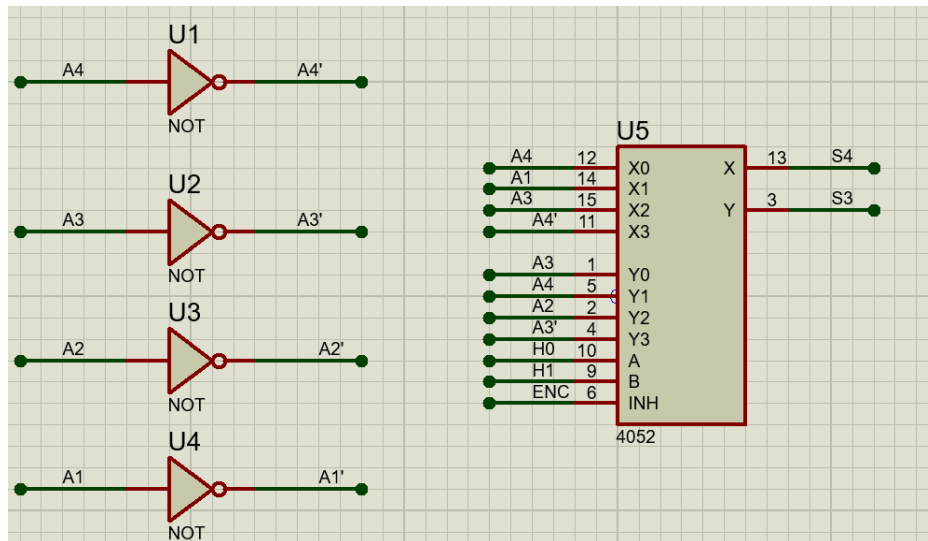 U1
A4 A4'
NOT
U2
A3 A3'
NOT
U3
A2 A2'
NOT
U4
A1 A1'
NOT
U5
A4 12 X0 X 13 S4
A1 14 X1
A3 15 X2 Y 3 S3
A4' 11 X3
A3 1 Y0
A4 5 Y1
A2 2 Y2
A3' 4 Y3
H0 10 A
H1 9 B
ENC 6 INH
4052